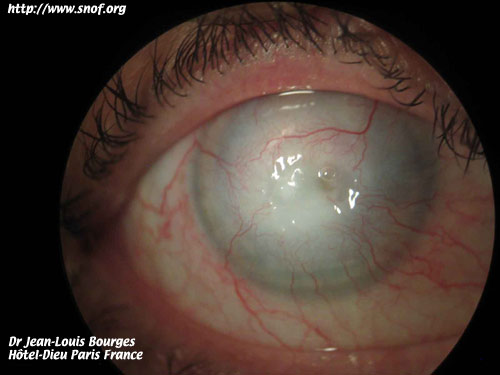 http://www.snof.org
Dr Jean-Louis Bourges
Hôtel-Dieu Paris France